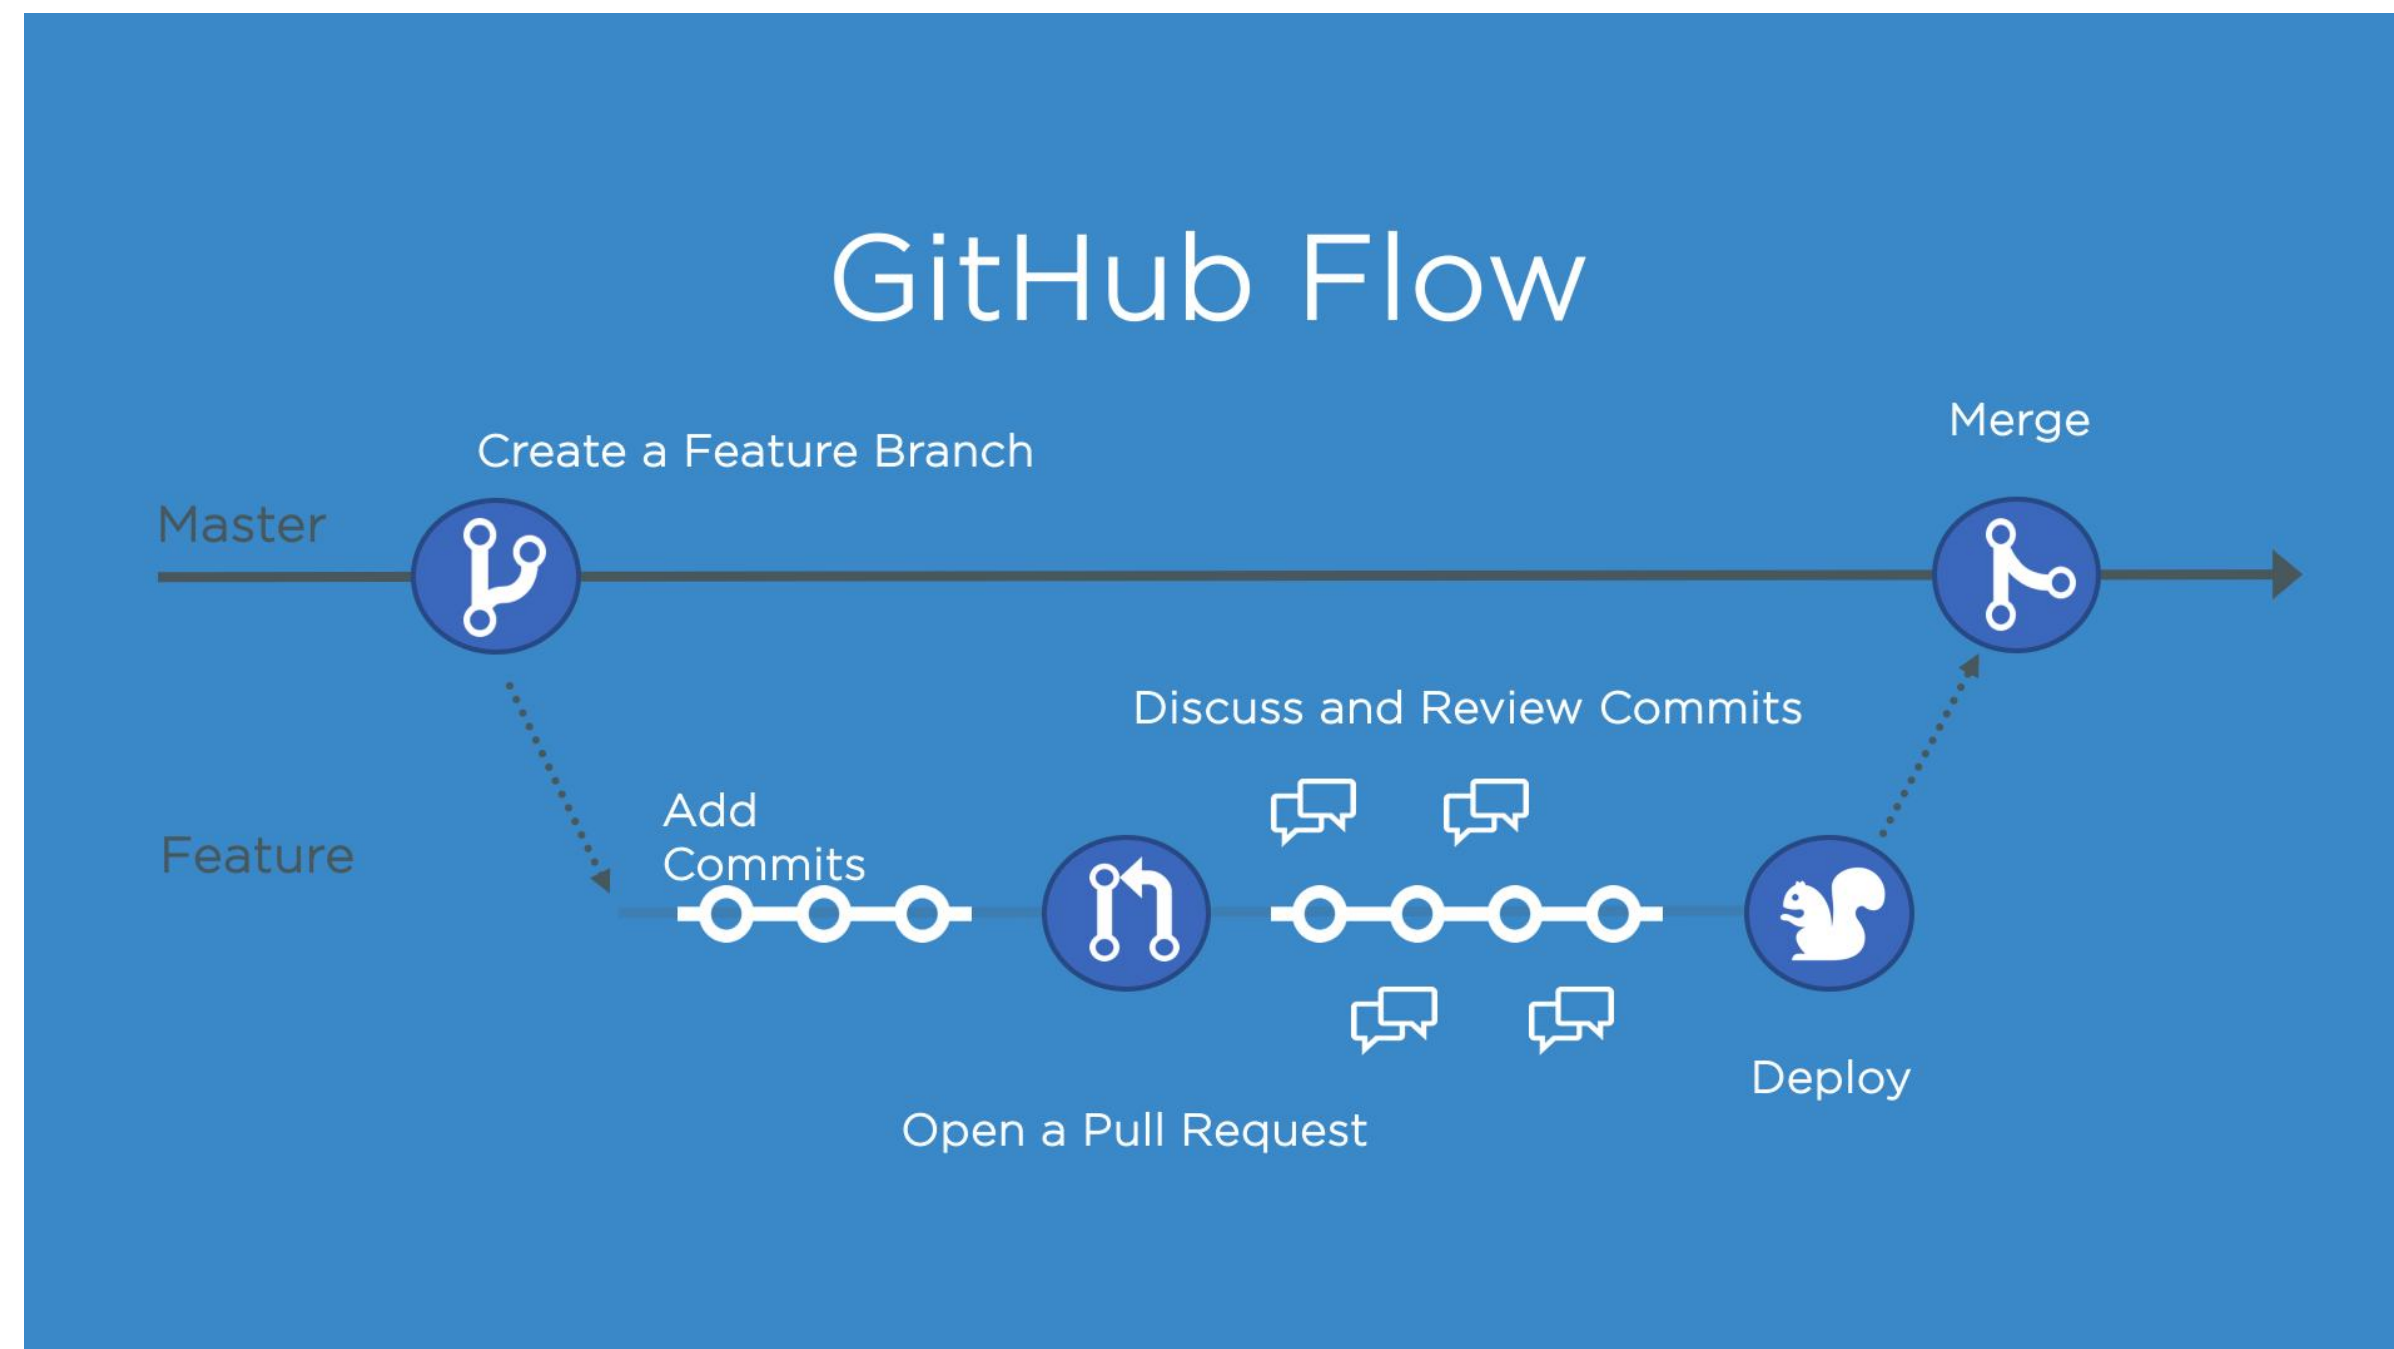 GitHub Flow
Create a Feature Branch
Merge
Master
Discuss and Review Commits
Add
Commits
Feature
Deploy
Open a Pull Request